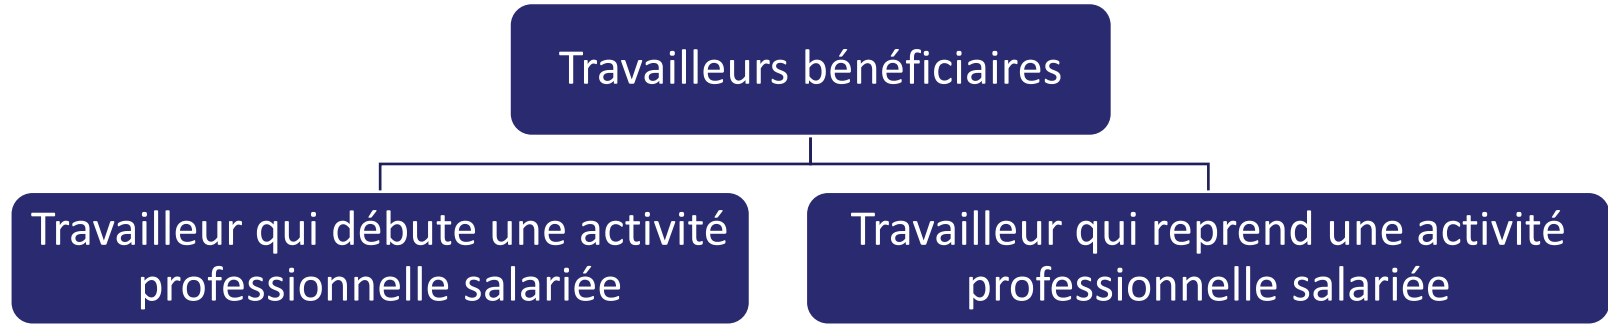 Travailleurs bénéficiaires
Travailleur qui débute une activité
professionnelle salariée
Travailleur qui reprend une activité
professionnelle salariée